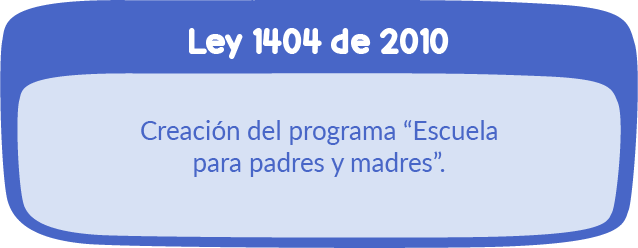 Ley 1404 de 2010
Creación del programa “Escuela
para padres y madres”.